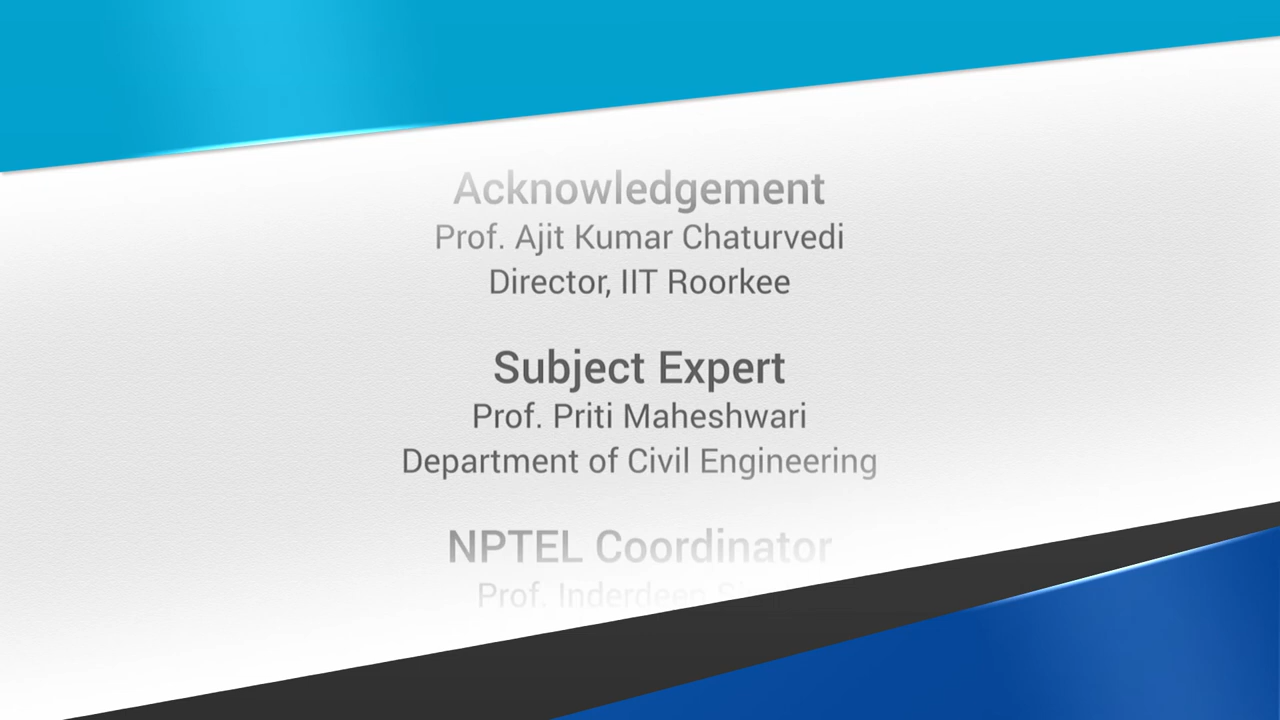 Acknowledgement
Prof. Ajit Kumar Chaturvedi
Director, IIT Roorkee
Subject Expert
Prof. Priti Maheshwari
Department of Civil Engineering
NPTEL Coordinator
Prof. Inderdeep